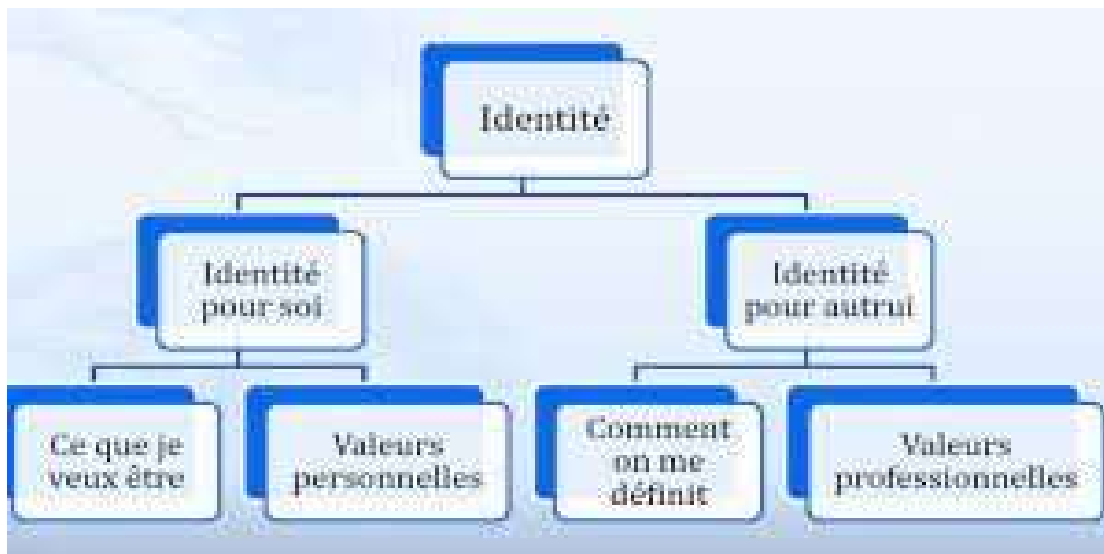 Identité
Identité
pour soi
Identité
pour autrui
Ce que je
veux être
Valeurs
personnelles
Comment
on me
définit
Valeurs
professionnelles